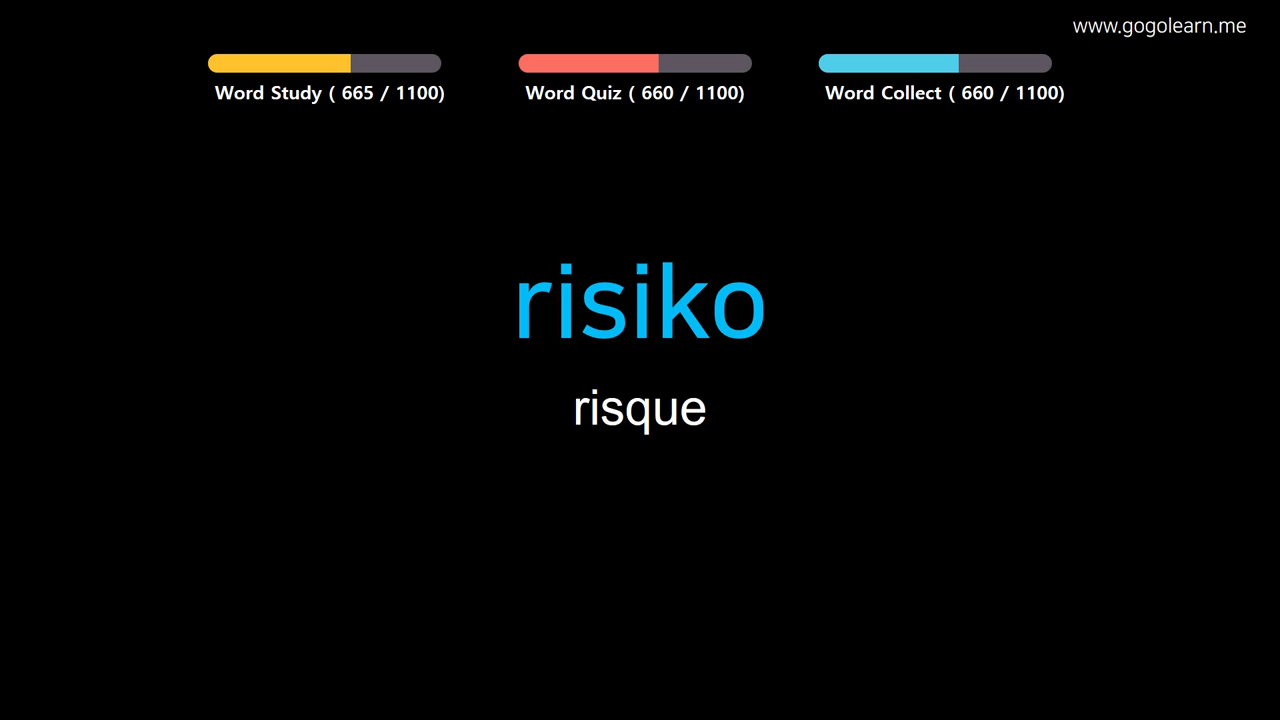 www.gogolearn.me
Word Study ( 665 / 1100)
Word Quiz ( 660 / 1100)
Word Collect ( 660 / 1100)
risiko
risque